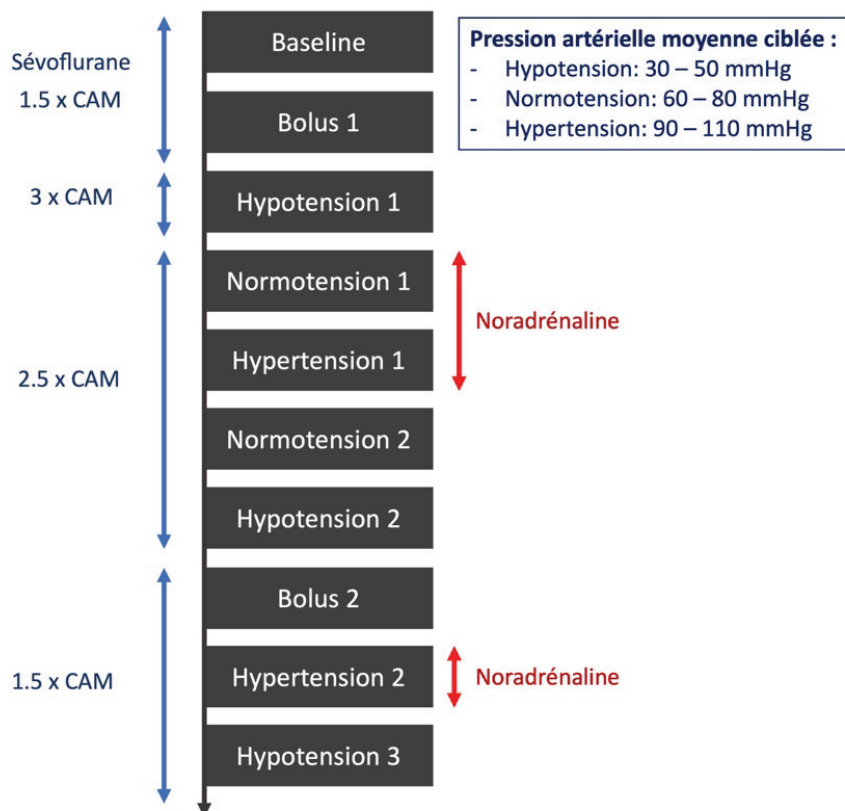 Baseline
Pression artérielle moyenne ciblée :
- Hypotension: 30 – 50 mmHg
- Normotension: 60 – 80 mmHg
- Hypertension: 90 – 110 mmHg
Sévoflurane
1.5 x CAM
Bolus 1
3 x CAM
Hypotension 1
Normotension 1
Noradrénaline
Hypertension 1
2.5 x CAM
Normotension 2
Hypotension 2
Bolus 2
1.5 x CAM
Hypertension 2
Noradrénaline
Hypotension 3